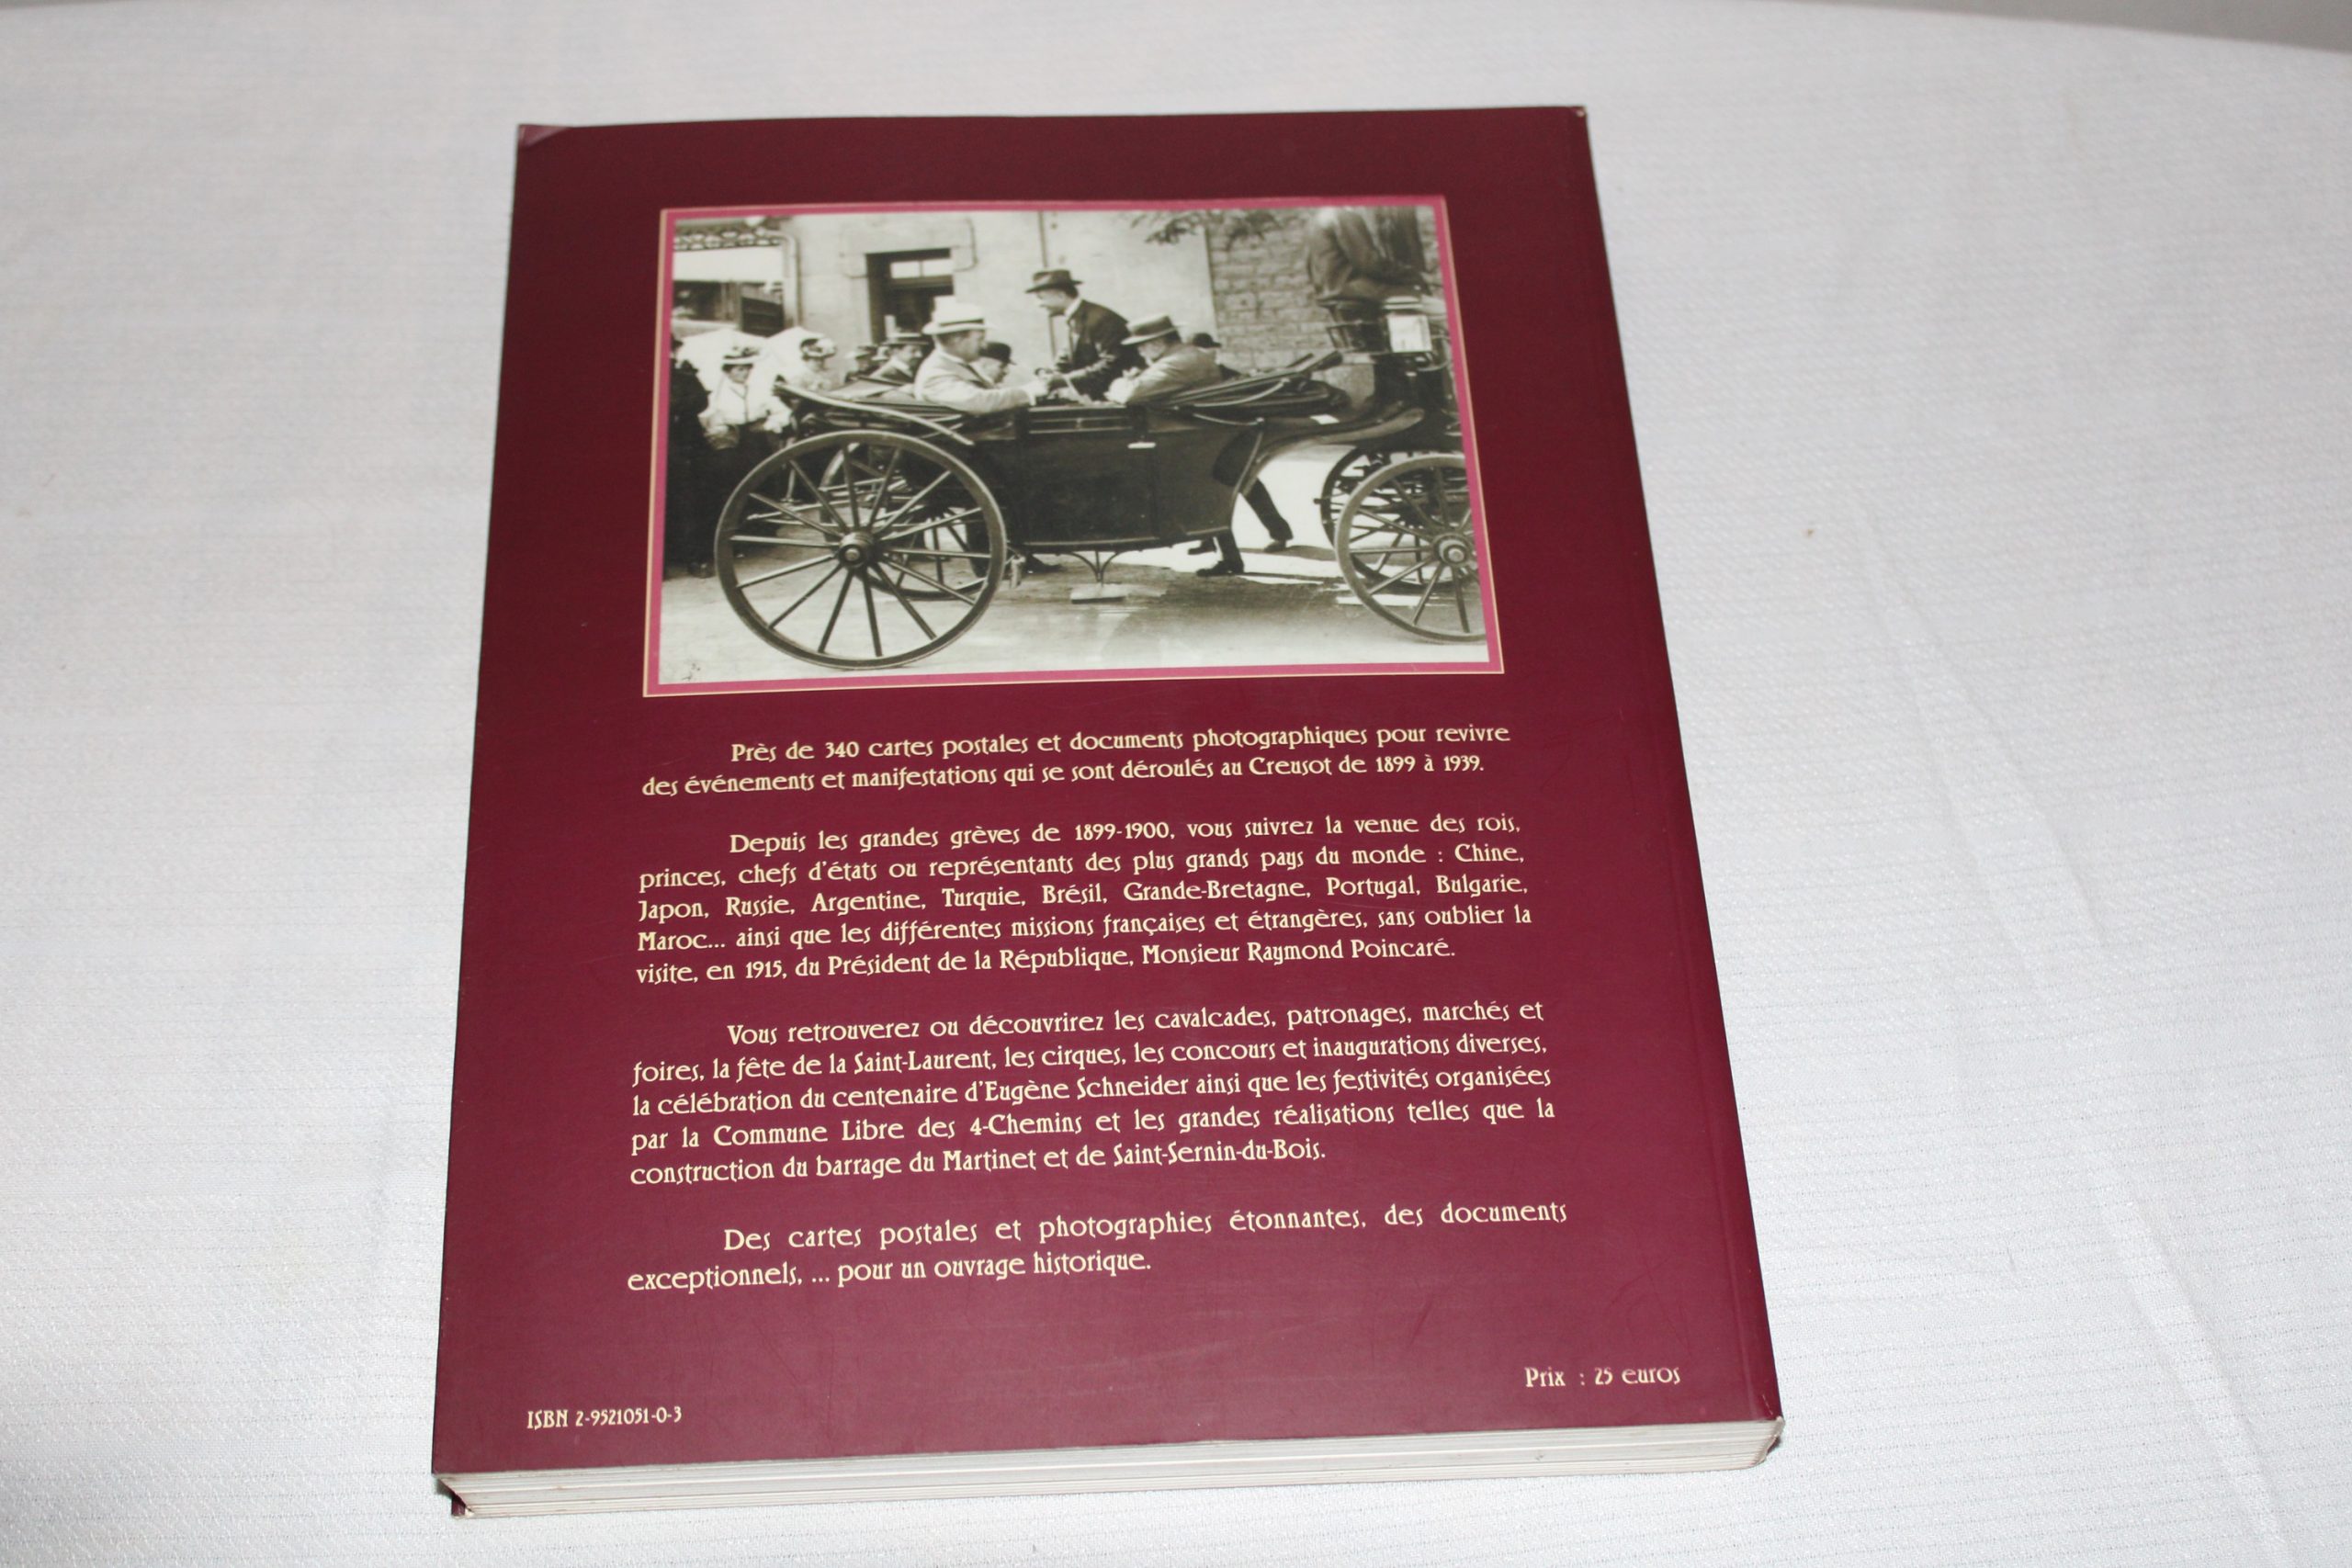 Près de 340 cartes postales et documents photographiques pour revivre
des événements et manifestations qui se sont déroulés au Creusot de 1899 à 1939.
Depuis les grandes grèves de 1899-1900, vous suivrez la venue des rois,
princes, chefs d'états ou représentants des plus grands pays du monde : Chine,
Japon, Russie, Argentine, Turquie, Brésil, Grande-Bretagne, Portugal, Bulgarie,
Maroc... ainsi que les différentes missions françaises et étrangères, sans oublier la
visite, en 1915, du Président de la République, Monsieur Raymond Poincaré.
Vous retrouverez ou découvrirez les cavalcades, patronages, marchés et
foires, la fête de la Saint-Laurent, les cirques, les concours et inaugurations diverses,
la célébration du centenaire d'Eugène Schneider ainsi que les festivités organisées
par la Commune Libre des 4-Chemins et les grandes réalisations telles que la
construction du barrage du Martinet et de Saint-Sernin-du-Bois.
Des cartes postales et photographies étonnantes, des documents
exceptionnels, ... pour un ouvrage historique.
Prix : 25 euros
ISBN 2-9521051-0-3